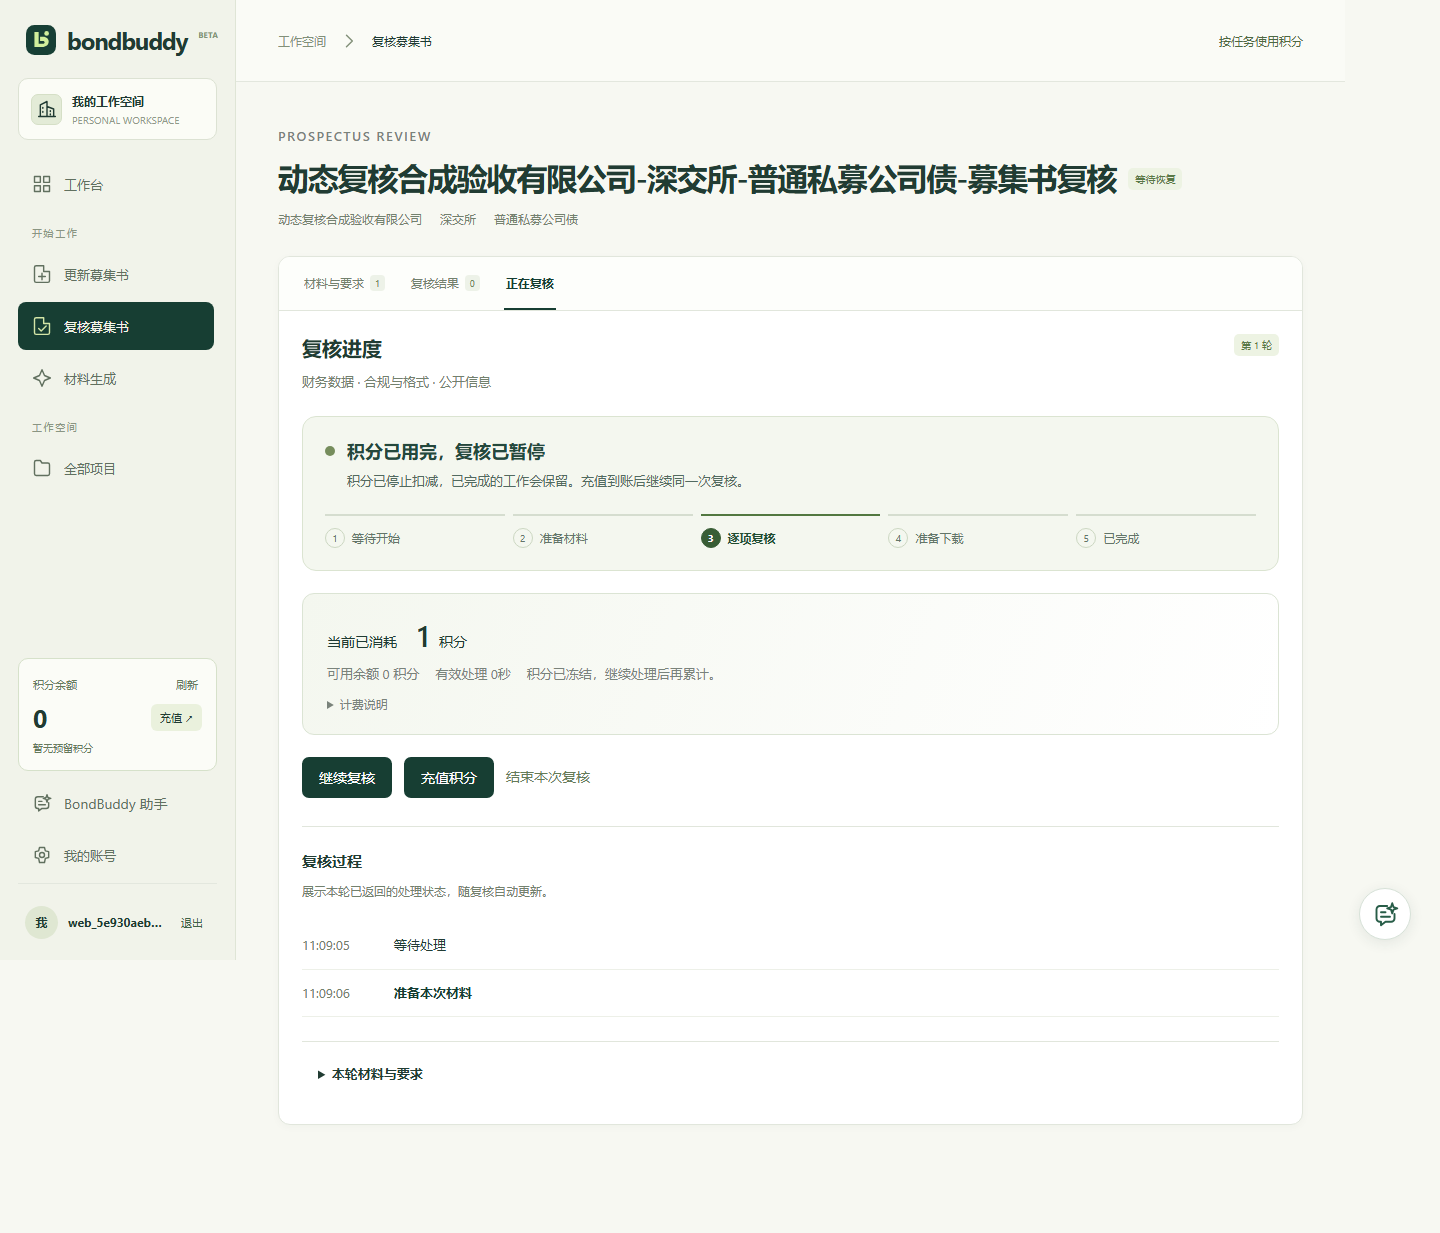 bondbuddy BETA
我的工作空间
PERSONAL WORKSPACE
工作台
开始工作
更新募集书
复核募集书
材料生成
工作空间
全部项目
积分余额 刷新
0 充值 ↗
暂无预留积分
BondBuddy 助手
我的账号
我 web_5e930aeb... 退出
工作空间 复核募集书 按任务使用积分
PROSPECTUS REVIEW
动态复核合成验收有限公司-深交所-普通私募公司债-募集书复核 等待恢复
动态复核合成验收有限公司 深交所 普通私募公司债
材料与要求 1 复核结果 0 正在复核
复核进度 第 1 轮
财务数据 · 合规与格式 · 公开信息
积分已用完，复核已暂停
积分已停止扣减，已完成的工作会保留。充值到账后继续同一次复核。
1 等待开始 2 准备材料 3 逐项复核 4 准备下载 5 已完成
当前已消耗 1 积分
可用余额 0 积分 有效处理 0秒 积分已冻结，继续处理后再累计。
计费说明
继续复核 充值积分 结束本次复核
复核过程
展示本轮已返回的处理状态，随复核自动更新。
11:09:05 等待处理
11:09:06 准备本次材料
本轮材料与要求